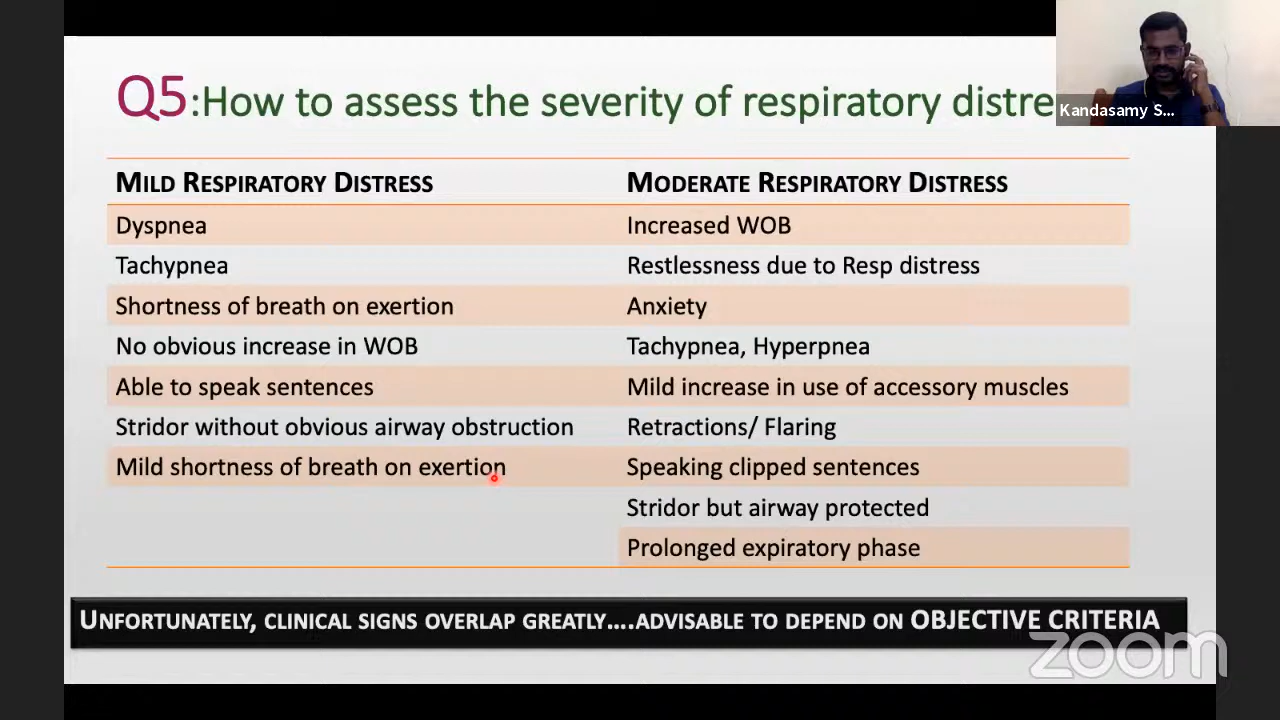 Q5:How to assess the severity of respiratory distre
Kandasamy S...
MILD RESPIRATORY DISTRESS
MODERATE RESPIRATORY DISTRESS
Dyspnea
Increased WOB
Tachypnea
Restlessness due to Resp distress
Shortness of breath on exertion
Anxiety
No obvious increase in WOB
Tachypnea, Hyperpnea
Able to speak sentences
Mild increase in use of accessory muscles
Stridor without obvious airway obstruction
Retractions/ Flaring
Mild shortness of breath on exertion
Speaking clipped sentences
Stridor but airway protected
Prolonged expiratory phase
UNFORTUNATELY, CLINICAL SIGNS OVERLAP GREATLY....ADVISABLE TO DEPEND ON OBJECTIVE CRITERIA
zoom